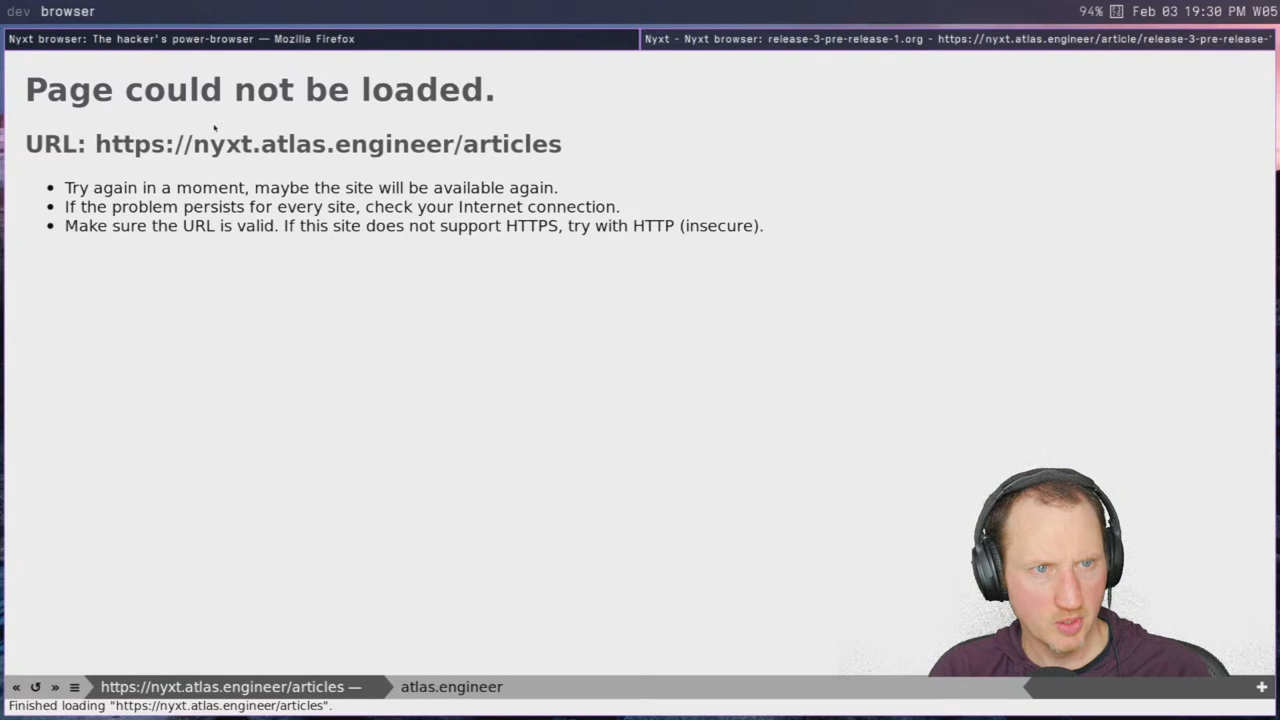 dev browser
94% Feb 03 19:30 PM W05
Nyxt browser: The hacker's power-browser — Mozilla Firefox
Nyxt - Nyxt browser: release-3-pre-release-1.org - https://nyxt.atlas.engineer/article/release-3-pre-release-
Page could not be loaded.
URL: https://nyxt.atlas.engineer/articles
• Try again in a moment, maybe the site will be available again.
• If the problem persists for every site, check your Internet connection.
• Make sure the URL is valid. If this site does not support HTTPS, try with HTTP (insecure).
« ↺ » ≡ https://nyxt.atlas.engineer/articles — atlas.engineer +
Finished loading "https://nyxt.atlas.engineer/articles".